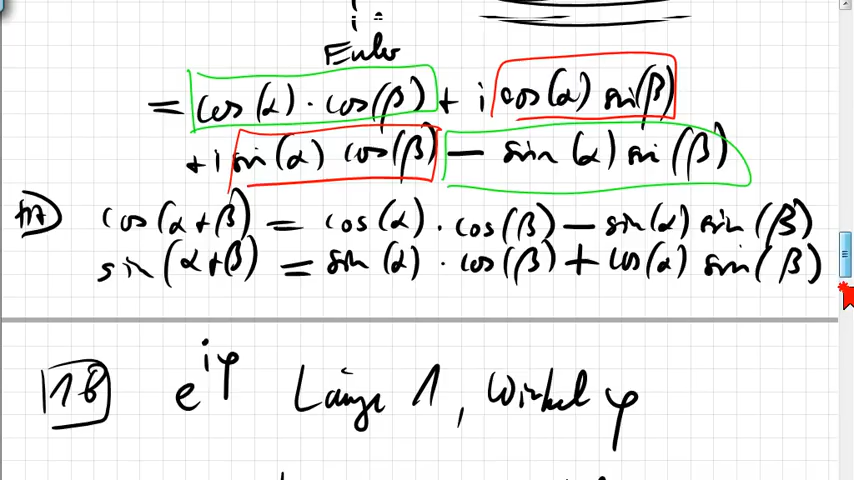 Euler
= cos(α) · cos(β) + i cos(α) sin(β)
+ i sin(α) cos(β) − sin(α) sin(β)
cos(α+β) = cos(α) · cos(β) − sin(α) sin(β)
sin(α+β) = sin(α) · cos(β) + cos(α) sin(β)
18 e^{iφ} Länge 1, Winkel φ